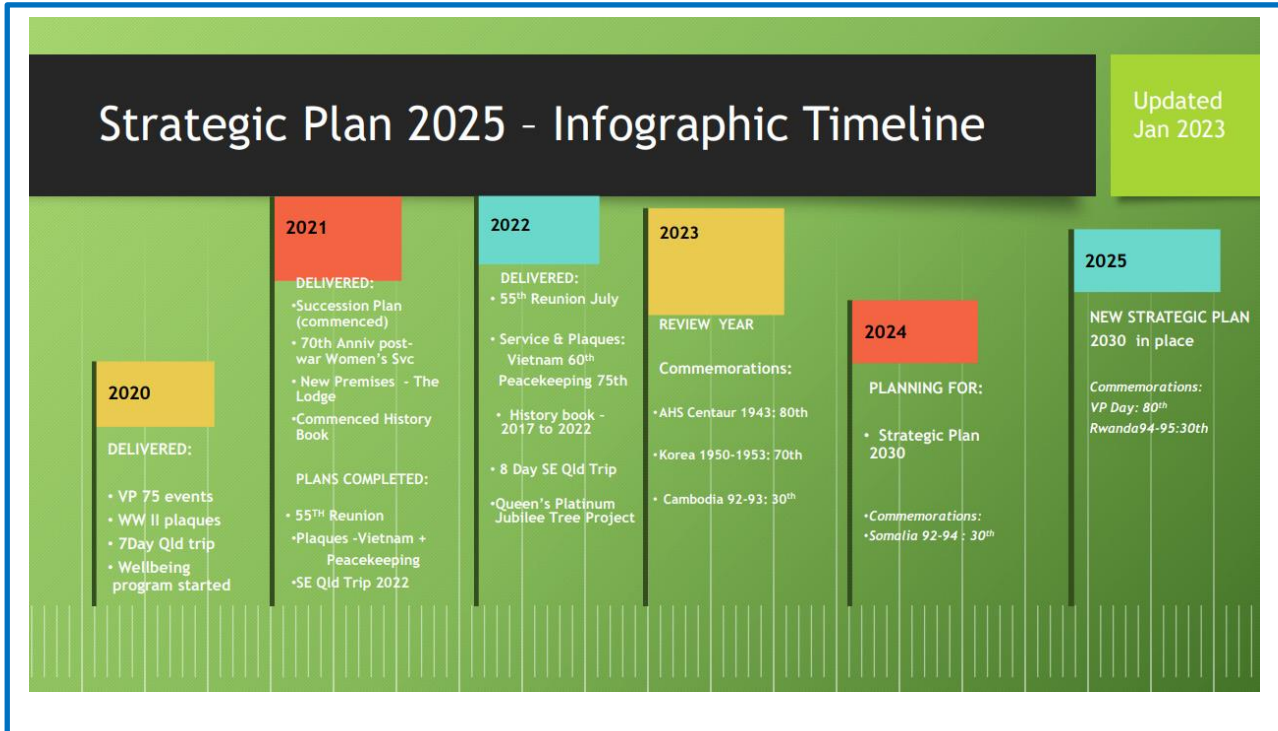 Strategic Plan 2025 – Infographic Timeline
Updated
Jan 2023
2020
DELIVERED:
• VP 75 events
• WW II plaques
• 7Day Qld trip
• Wellbeing
program started
2021
DELIVERED:
•Succession Plan
(commenced)
• 70th Anniv post-
war Women's Svc
• New Premises - The
Lodge
•Commenced History
Book
PLANS COMPLETED:
• 55TH Reunion
•Plaques -Vietnam +
Peacekeeping
•SE Qld Trip 2022
2022
DELIVERED:
• 55th Reunion July
• Service & Plaques:
Vietnam 60th
Peacekeeping 75th
• History book –
2017 to 2022
• 8 Day SE Qld Trip
•Queen's Platinum
Jubilee Tree Project
2023
REVIEW YEAR
Commemorations:
•AHS Centaur 1943: 80th
•Korea 1950-1953: 70th
• Cambodia 92-93: 30th
2024
PLANNING FOR:
• Strategic Plan
2030
•Commemorations:
•Somalia 92-94 : 30th
2025
NEW STRATEGIC PLAN
2030 in place
Commemorations:
VP Day: 80th
Rwanda94-95:30th